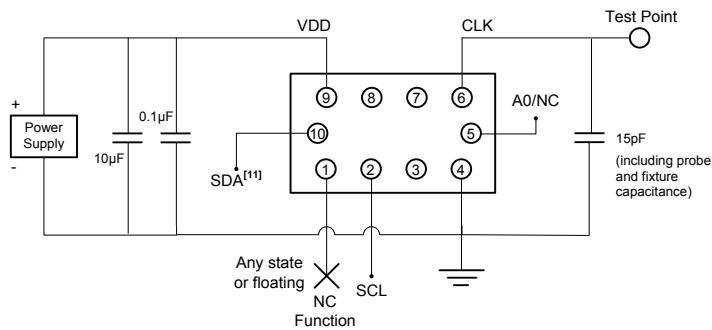 Test Point
VDD
CLK
9
8
7
6
A0/NC
+
Power
Supply
-
0.1µF
10µF
10
5
15pF
(including probe
and fixture
capacitance)
SDA[11]
1
2
3
4
Any state
or floating
NC
Function
SCL